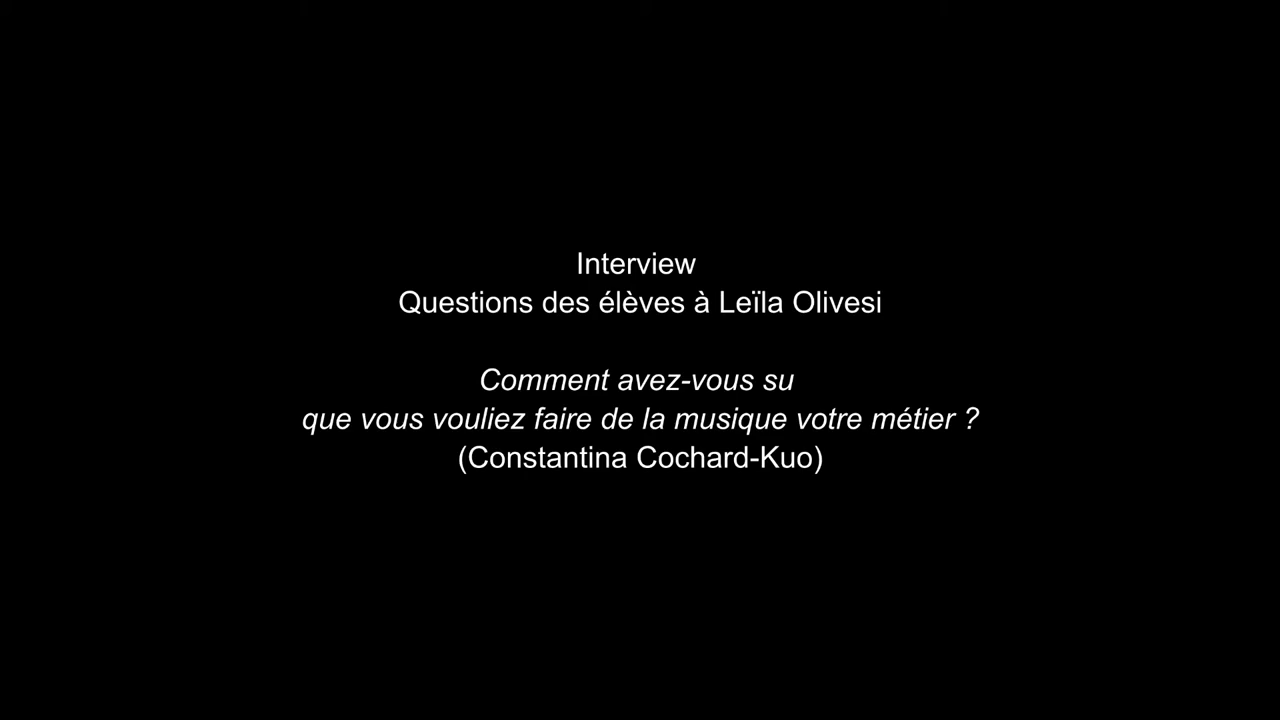 Interview
Questions des élèves à Leïla Olivesi
Comment avez-vous su
que vous vouliez faire de la musique votre métier ?
(Constantina Cochard-Kuo)